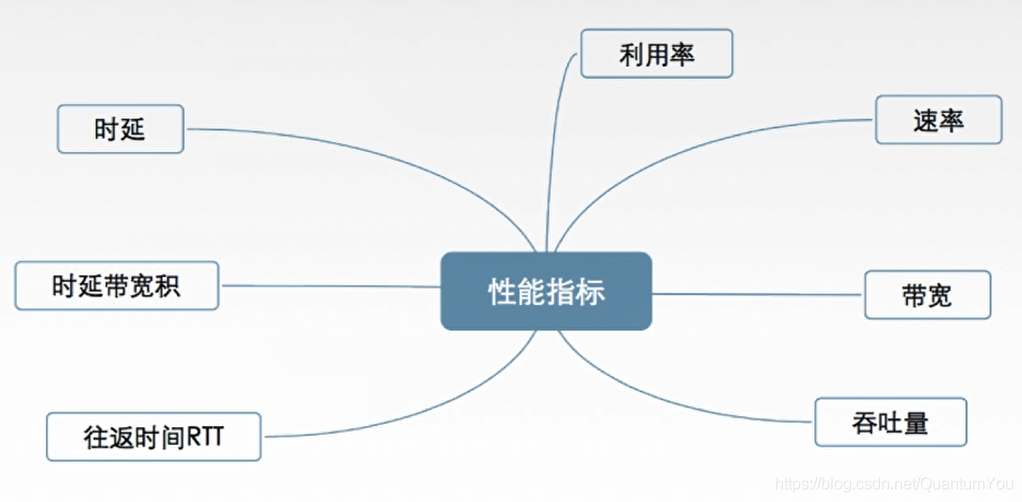 利用率
时延
速率
时延带宽积
性能指标
带宽
往返时间RTT
吞吐量
https://blog.csdn.net/QuantumYou